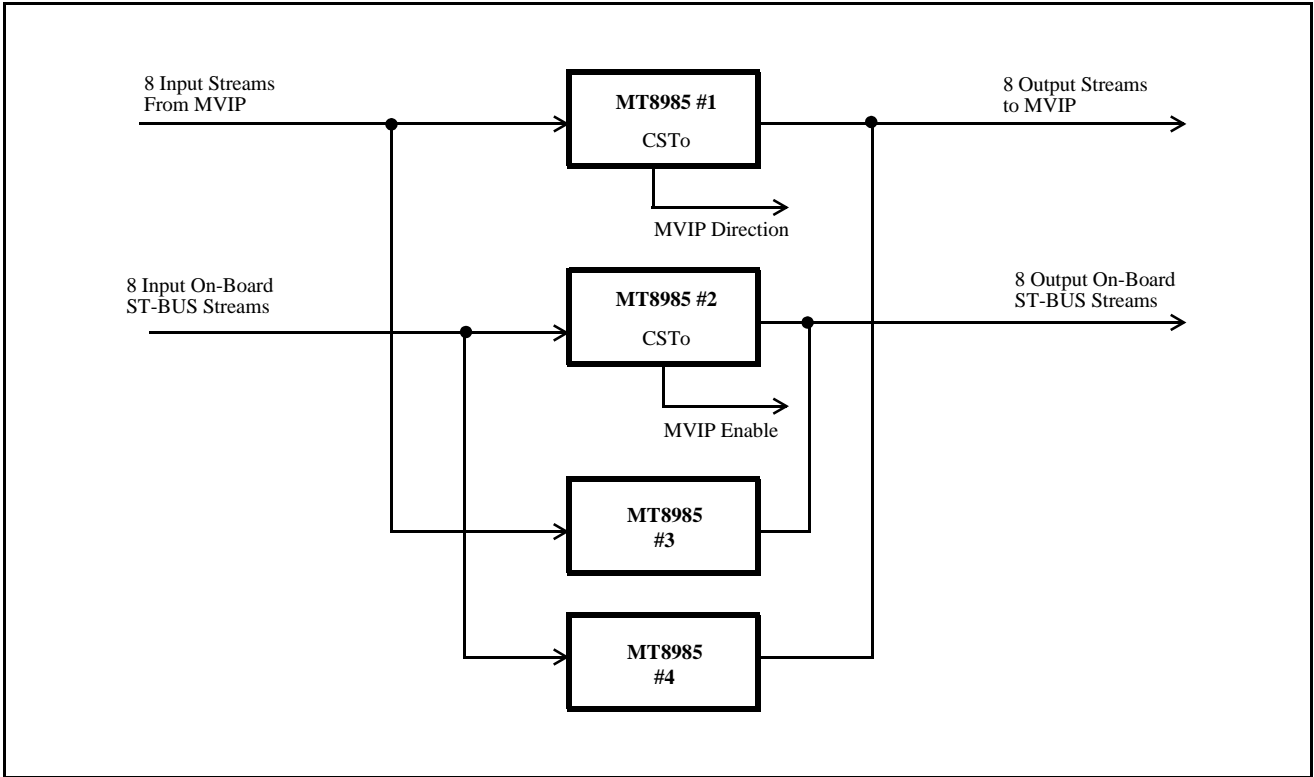 8 Input Streams
From MVIP
MT8985 #1
CSTo
8 Output Streams
to MVIP
MVIP Direction
8 Input On-Board
ST-BUS Streams
MT8985 #2
CSTo
8 Output On-Board
ST-BUS Streams
MVIP Enable
MT8985
#3
MT8985
#4